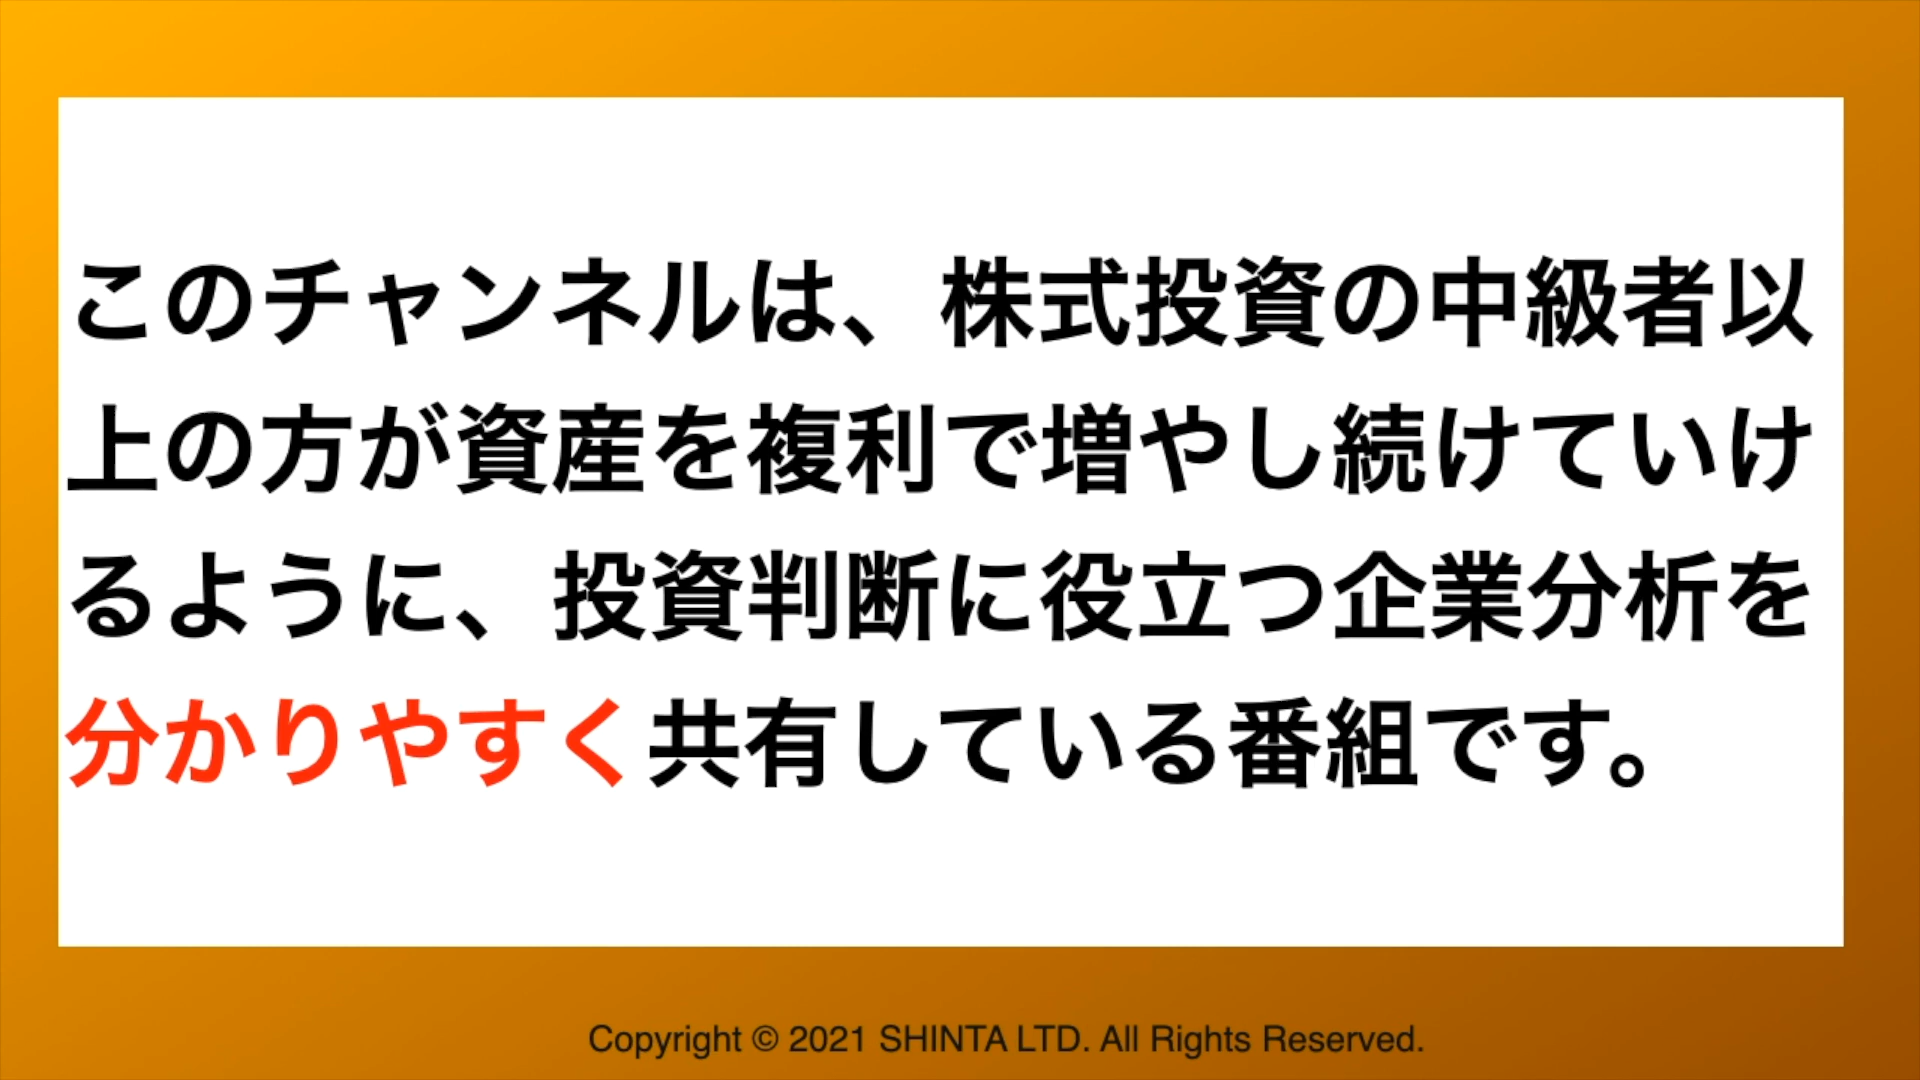 このチャンネルは、株式投資の中級者以
上の方が資産を複利で増やし続けていけ
るように、投資判断に役立つ企業分析を
分かりやすく共有している番組です。
Copyright © 2021 SHINTA LTD. All Rights Reserved.